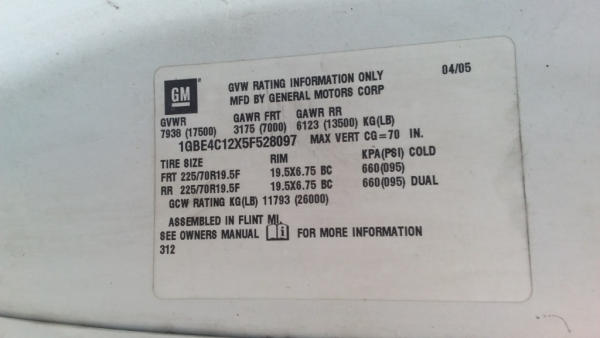 GM
GVW RATING INFORMATION ONLY 04/05
MFD BY GENERAL MOTORS CORP
GVWR GAWR FRT GAWR RR
7938 (17500) 3175 (7000) 6123 (13500) KG(LB)
1GBE4C12X5F528097 MAX VERT CG=70 IN.
TIRE SIZE RIM KPA(PSI) COLD
FRT 225/70R19.5F 19.5X6.75 BC 660(095)
RR 225/70R19.5F 19.5X6.75 BC 660(095) DUAL
GCW RATING KG(LB) 11793 (26000)
ASSEMBLED IN FLINT MI.
SEE OWNERS MANUAL i FOR MORE INFORMATION
312